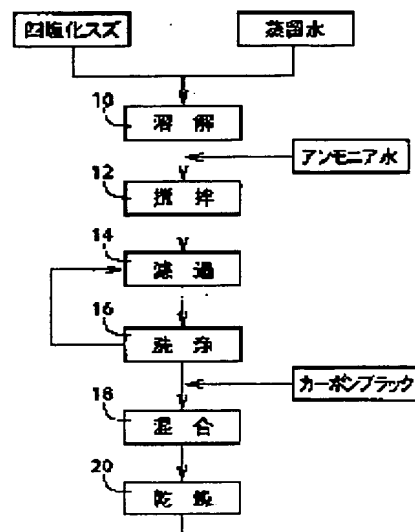 四塩化スズ
蒸留水
10
溶解
アンモニア水
12
撹拌
14
濾過
16
洗浄
カーボンブラック
18
混合
20
乾燥